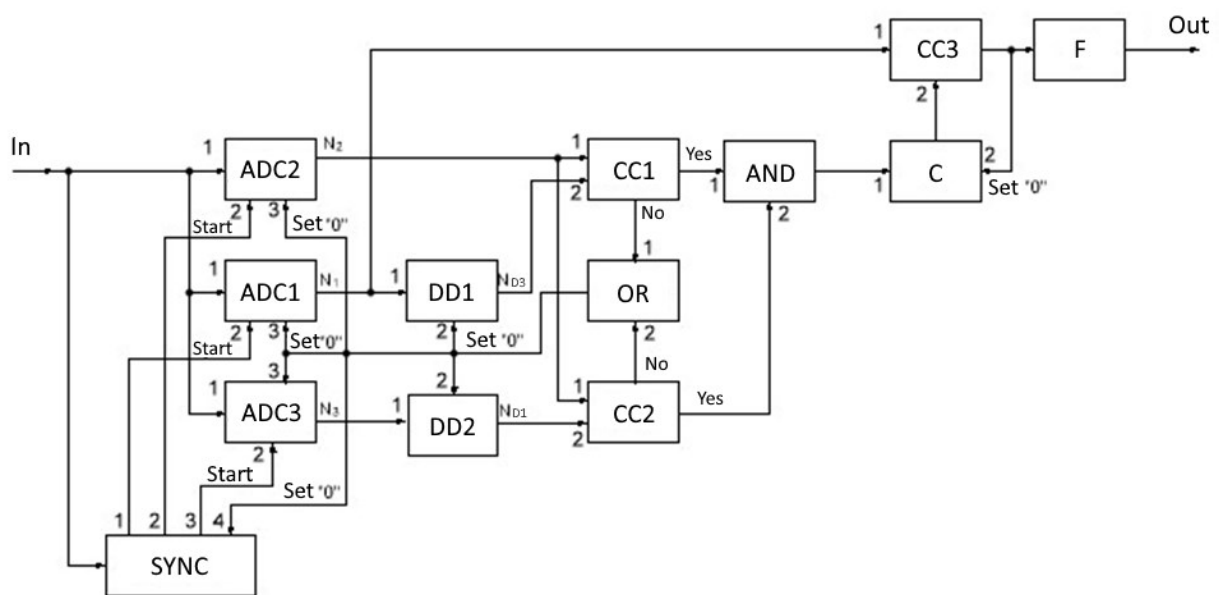 Out
1
CC3
F
2
In
1
ADC2
N2
1
CC1
Yes
AND
C
2
2
1
1
Set "0"
2
3
Start
Set "0"
No
2
1
1
ADC1
N1
1
DD1
ND3
OR
2
3
Start
Set "0"
2
Set "0"
2
3
No
1
ADC3
N3
1
2
DD2
ND1
1
CC2
Yes
2
2
Start
Set "0"
1
2
3
4
SYNC